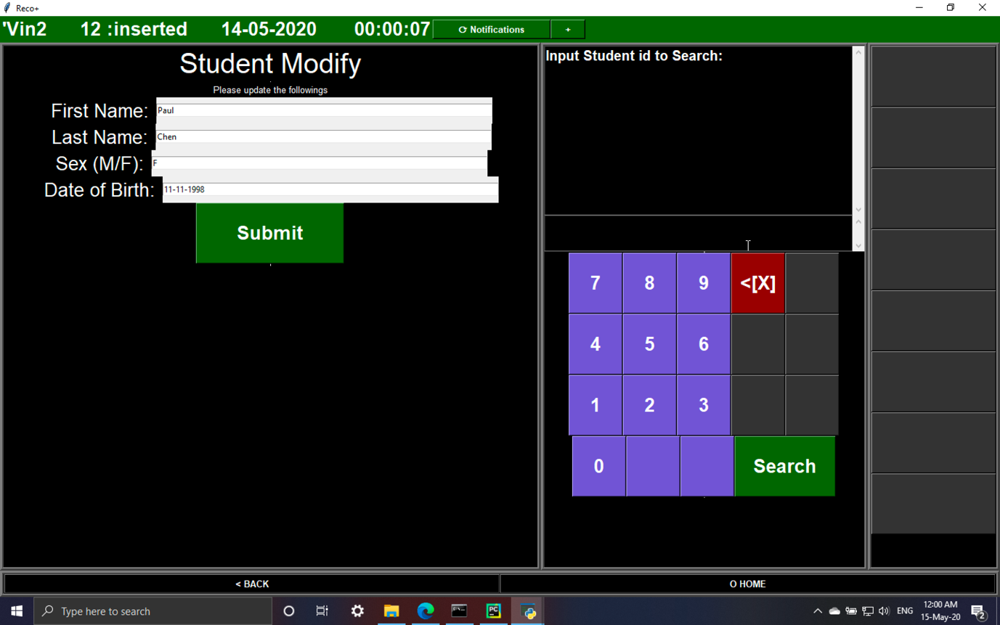 Reco+
'Vin2 12 :inserted 14-05-2020 00:00:07 Notifications +
Student Modify
Please update the followings
First Name: Paul
Last Name: Chen
Sex (M/F): F
Date of Birth: 11-11-1998
Submit
Input Student id to Search:
7 8 9 <[X]
4 5 6
1 2 3
0 Search
< BACK O HOME
Type here to search
ENG
12:00 AM
15-May-20
2